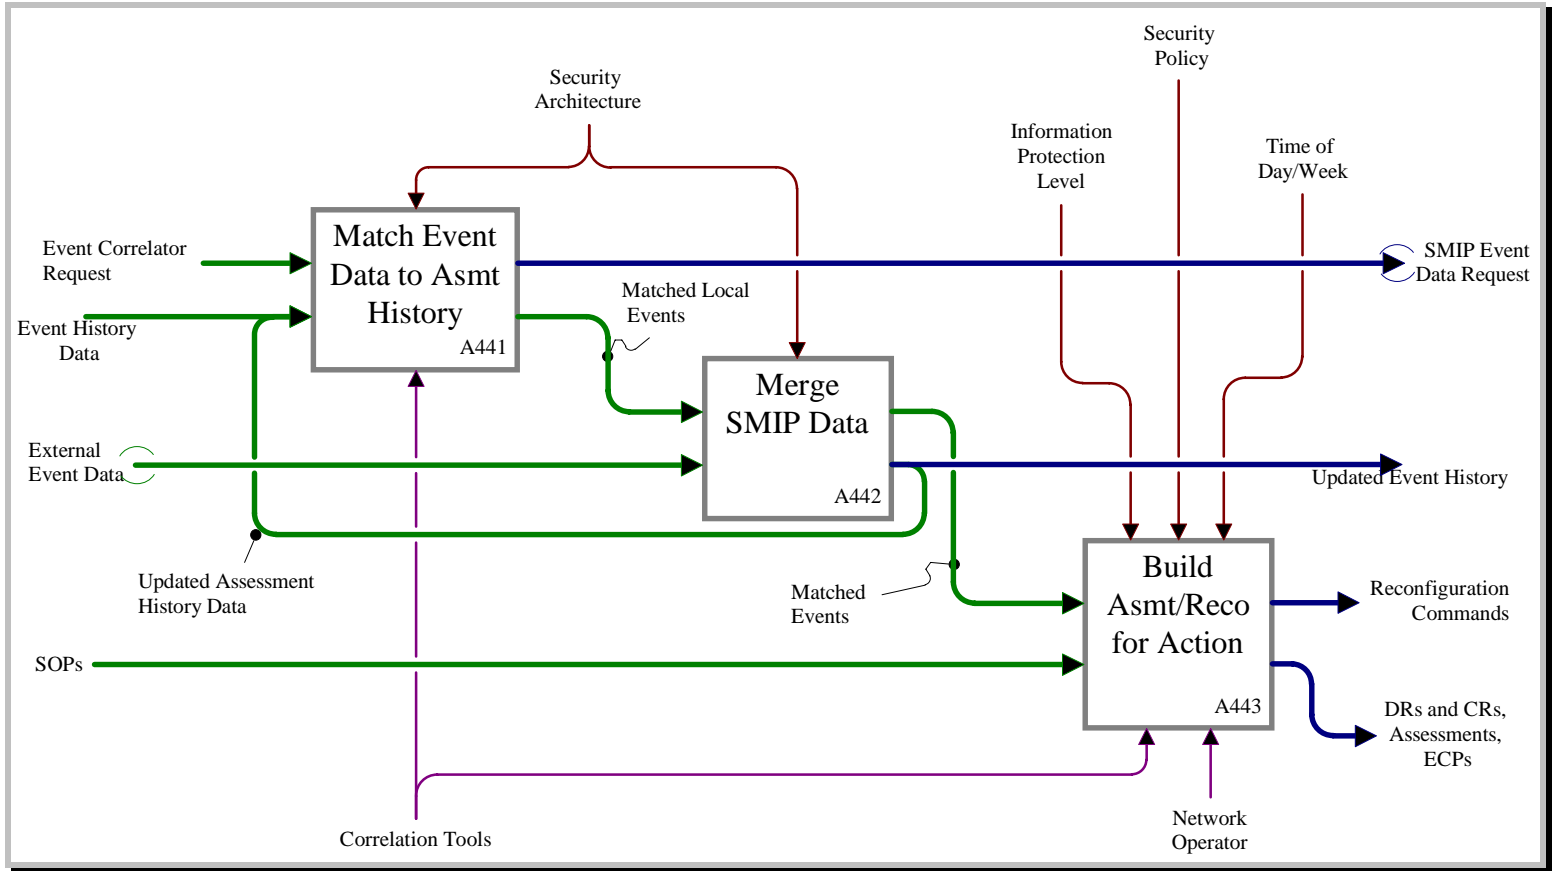 Security
Policy
Security
Architecture
Information
Protection
Level
Time of
Day/Week
Event Correlator
Request
Match Event
Data to Asmt
History
A441
SMIP Event
Data Request
Matched Local
Events
Event History
Data
Merge
SMIP Data
A442
External
Event Data
Updated Event History
Updated Assessment
History Data
Matched
Events
Build
Asmt/Reco
for Action
A443
Reconfiguration
Commands
SOPs
DRs and CRs,
Assessments,
ECPs
Correlation Tools
Network
Operator